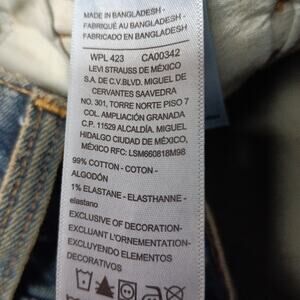 MADE IN BANGLADESH -
FABRIQUÉ AU BANGLADESH -
FABRICADO EN BANGLADESH
WPL 423 CA00342
LEVI STRAUSS DE MÉXICO
S.A. DE C.V.BLVD. MIGUEL DE
CERVANTES SAAVEDRA
NO. 301, TORRE NORTE PISO 7
COL. AMPLIACIÓN GRANADA
C.P. 11529 ALCALDÍA. MIGUEL
HIDALGO CIUDAD DE MÉXICO,
MÉXICO RFC: LSM660818M98
99% COTTON - COTON -
ALGODÓN
1% ELASTANE - ELASTHANNE -
elastano
EXCLUSIVE OF DECORATION-
EXCLUANT L'ORNEMENTATION-
EXCLUYENDO ELEMENTOS
DECORATIVOS